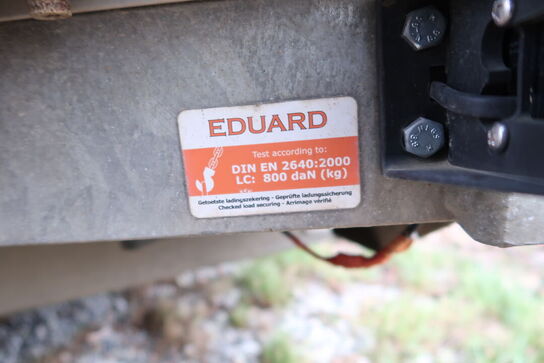 EDUARD
Test according to:
DIN EN 2640:2000
LC: 800 daN (kg)
Getoetste ladingszekering - Geprüfte ladungssicherung
Checked load securing - Arrimage vérifié